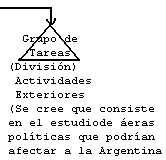 Grupo de
Tareas
(División)
Actividades
Exteriores
(Se cree que consiste
en el estudiode áeras
políticas que podrían
afectar a la Argentina